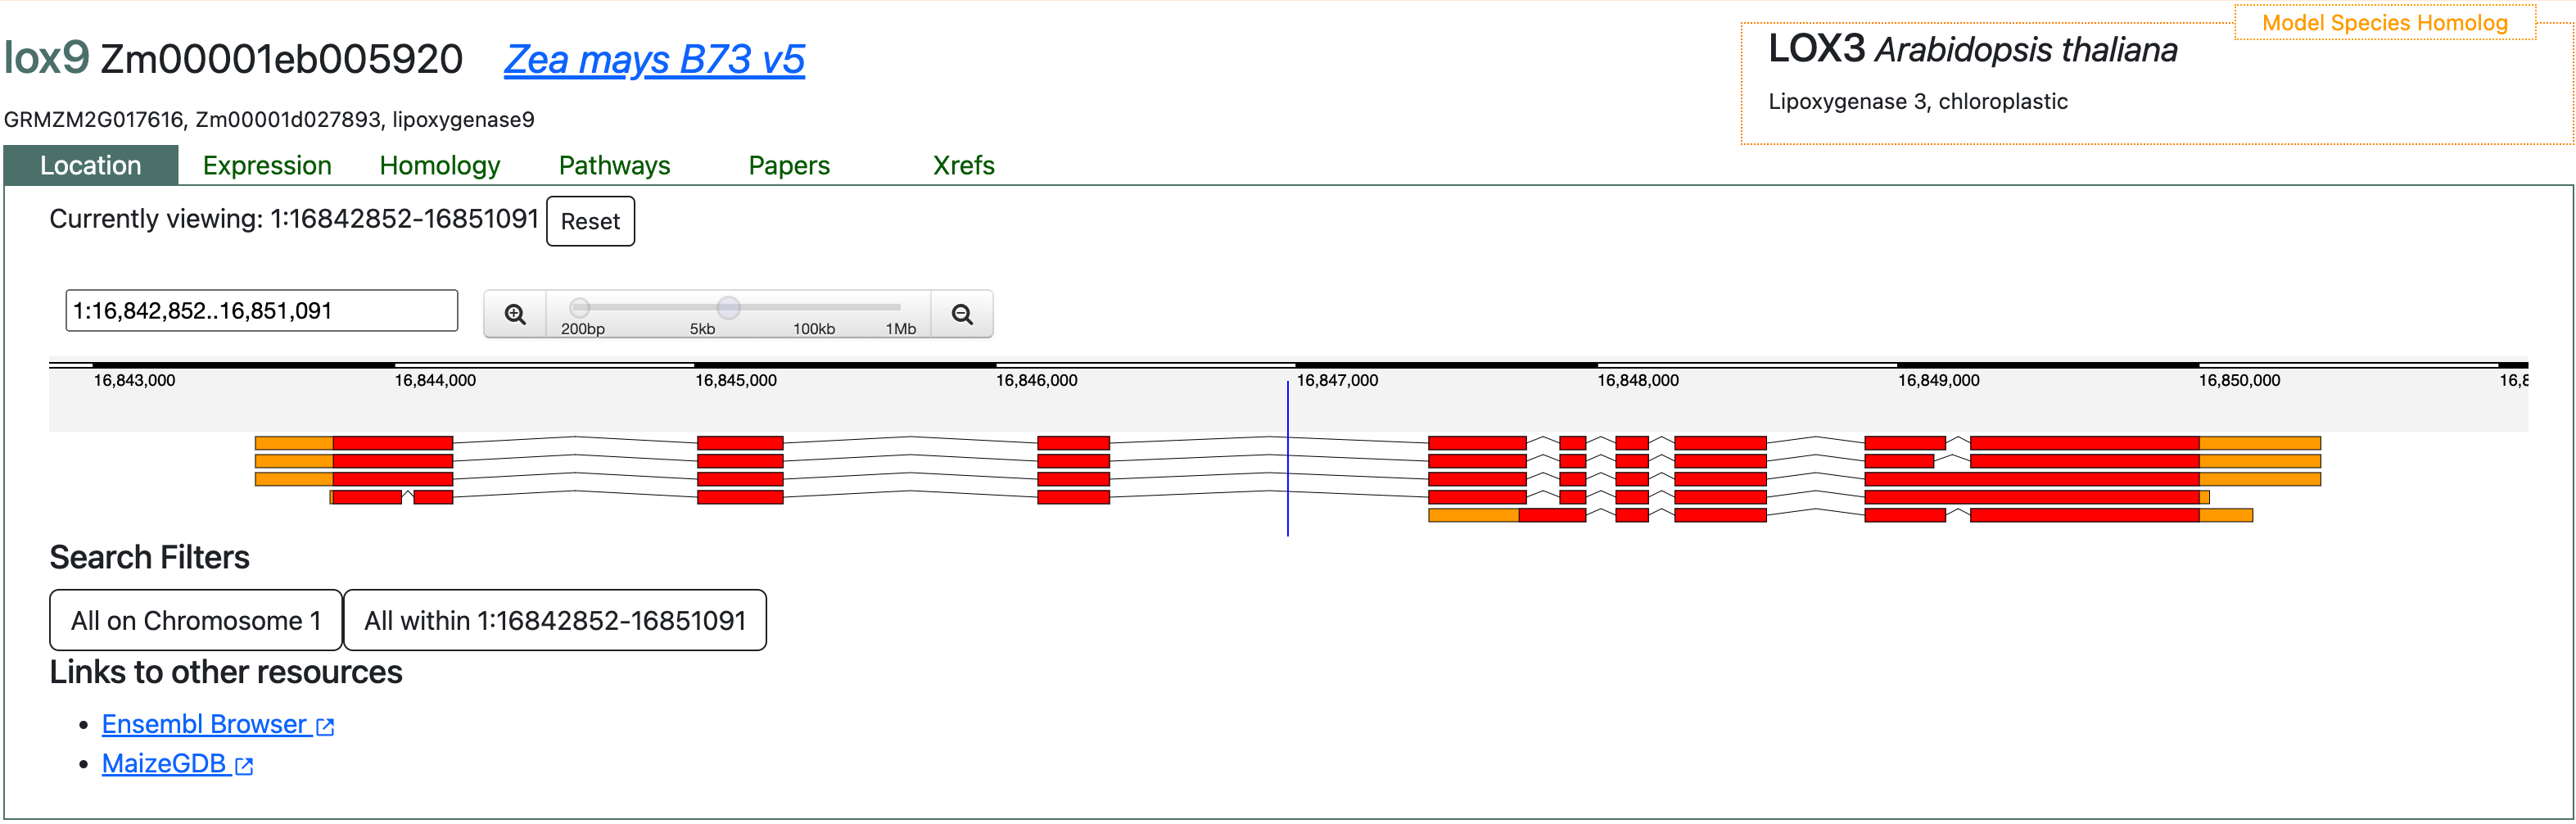 Model Species Homolog
lox9 Zm00001eb005920 Zea mays B73 v5
LOX3 Arabidopsis thaliana
Lipoxygenase 3, chloroplastic
GRMZM2G017616, Zm00001d027893, lipoxygenase9
Location Expression Homology Pathways Papers Xrefs
Currently viewing: 1:16842852-16851091 Reset
1:16,842,852..16,851,091
200bp 5kb 100kb 1Mb
16,843,000 16,844,000 16,845,000 16,846,000 16,847,000 16,848,000 16,849,000 16,850,000 16,8
Search Filters
All on Chromosome 1 All within 1:16842852-16851091
Links to other resources
Ensembl Browser
MaizeGDB